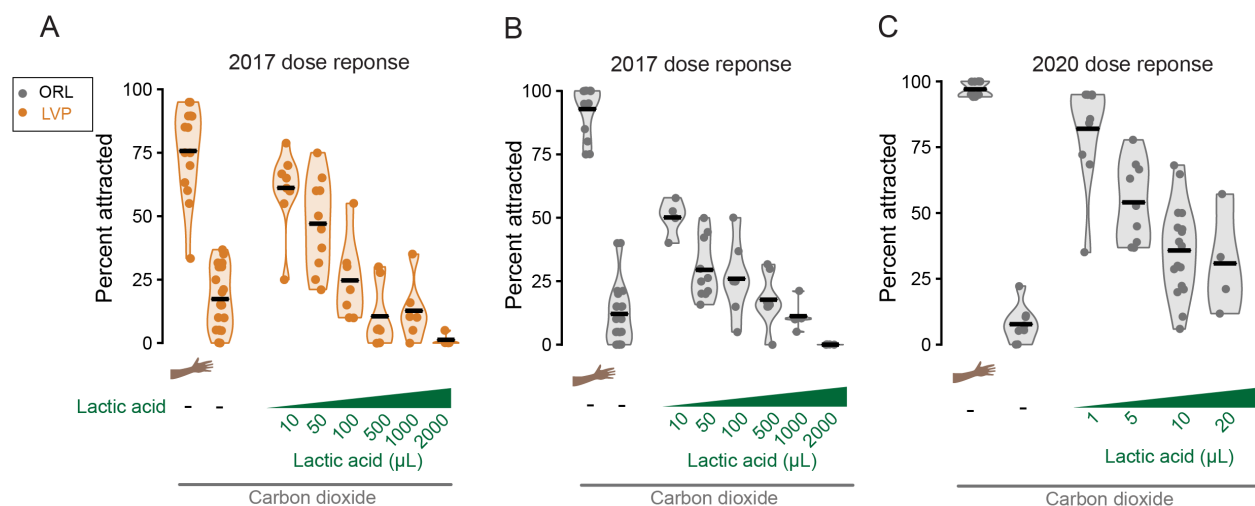 A
2017 dose reponse
ORL
LVP
Percent attracted
100
75
50
25
0
Lactic acid
- -
10 50 100 500 1000 2000
Lactic acid (µL)
Carbon dioxide
B
2017 dose reponse
Percent attracted
100
75
50
25
0
- -
10 50 100 500 1000 2000
Lactic acid (µL)
Carbon dioxide
C
2020 dose reponse
Percent attracted
100
75
50
25
0
- -
1 5 10 20
Lactic acid (µL)
Carbon dioxide